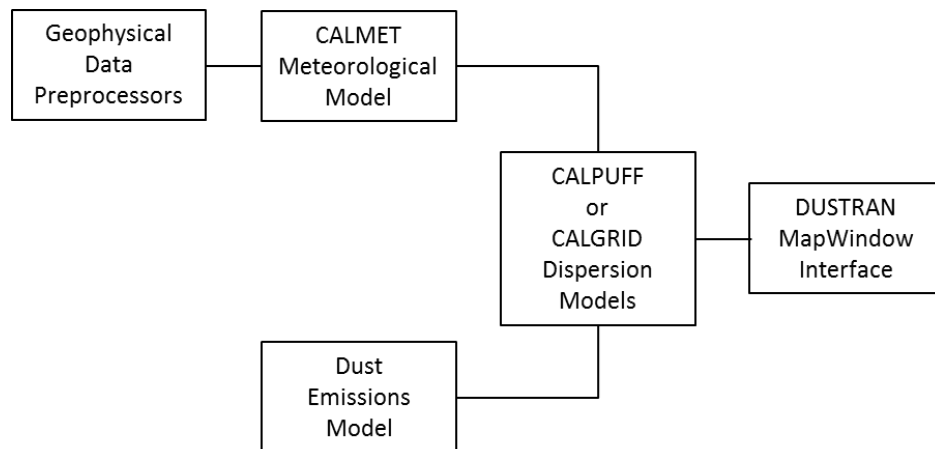 Geophysical
Data
Preprocessors
CALMET
Meteorological
Model
CALPUFF
or
CALGRID
Dispersion
Models
DUSTRAN
MapWindow
Interface
Dust
Emissions
Model